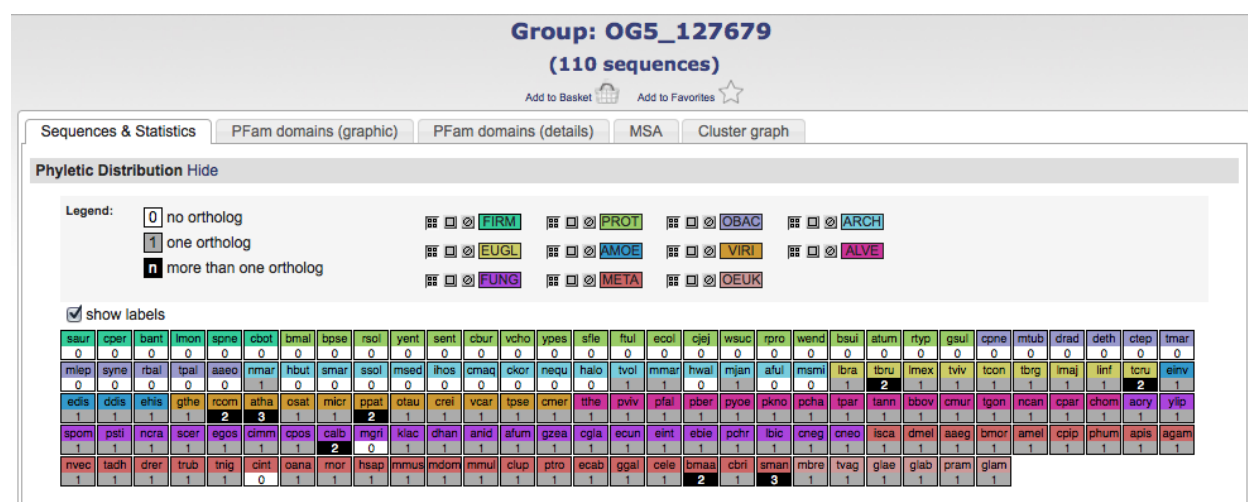 Group: OG5_127679
(110 sequences)
Add to Basket Add to Favorites
Sequences & Statistics PFam domains (graphic) PFam domains (details) MSA Cluster graph
Phyletic Distribution Hide
Legend: 0 no ortholog FIRM PROT OBAC ARCH
1 one ortholog EUGL AMOE VIRI ALVE
n more than one ortholog FUNG META OEUK
show labels
saur cper bant lmon spne cbot bmal bpse rsol yent sent cbur vcho ypes sfle ftul ecol cjej wsuc rpro wend bsui atum rtyp gsul cpne mtub drad deth ctep tmar
0 0 0 0 0 0 0 0 0 0 0 0 0 0 0 0 0 0 0 0 0 0 0 0 0 0 0 0 0 0 0
mlep syne rbal tpal aaeo nmar hbut smar ssol msed ihos cmaq ckor nequ halo tvol mmar hwal mjan aful msmi lbra tbru lmex tviv tcon tbrg lmaj linf tcru einv
0 0 0 0 0 1 0 0 0 0 0 0 0 0 0 1 1 0 1 0 0 1 2 1 1 1 1 1 1 2 1
edis ddis ehis gthe rcom atha osat micr ppat otau crei vcar tpse cmer tthe pviv pfal pber pyoe pkno pcha tpar tann bbov cmur tgon ncan cpar chom aory ylip
1 1 1 1 2 3 1 1 2 1 1 1 1 1 1 1 1 1 1 1 1 1 1 1 1 1 1 1 1 1 1
spom psti ncra scer egos cimm cpos calb mgri klac dhan anid afum gzea cgla ecun eint ebie pchr lbic cneg cneo isca dmel aaeg bmor amel cpip phum apis agam
1 1 1 1 1 1 1 2 0 1 1 1 1 1 1 1 1 1 1 1 1 1 1 1 1 1 1 1 1 1 1
nvec tadh drer trub tnig cint oana rnor hsap mmus mdom mmul clup ptro ecab ggal cele bmaa cbri sman mbre tvag glae glab pram glam
1 1 1 1 1 0 1 1 1 1 1 1 1 1 1 1 1 2 1 3 1 1 1 1 1 1